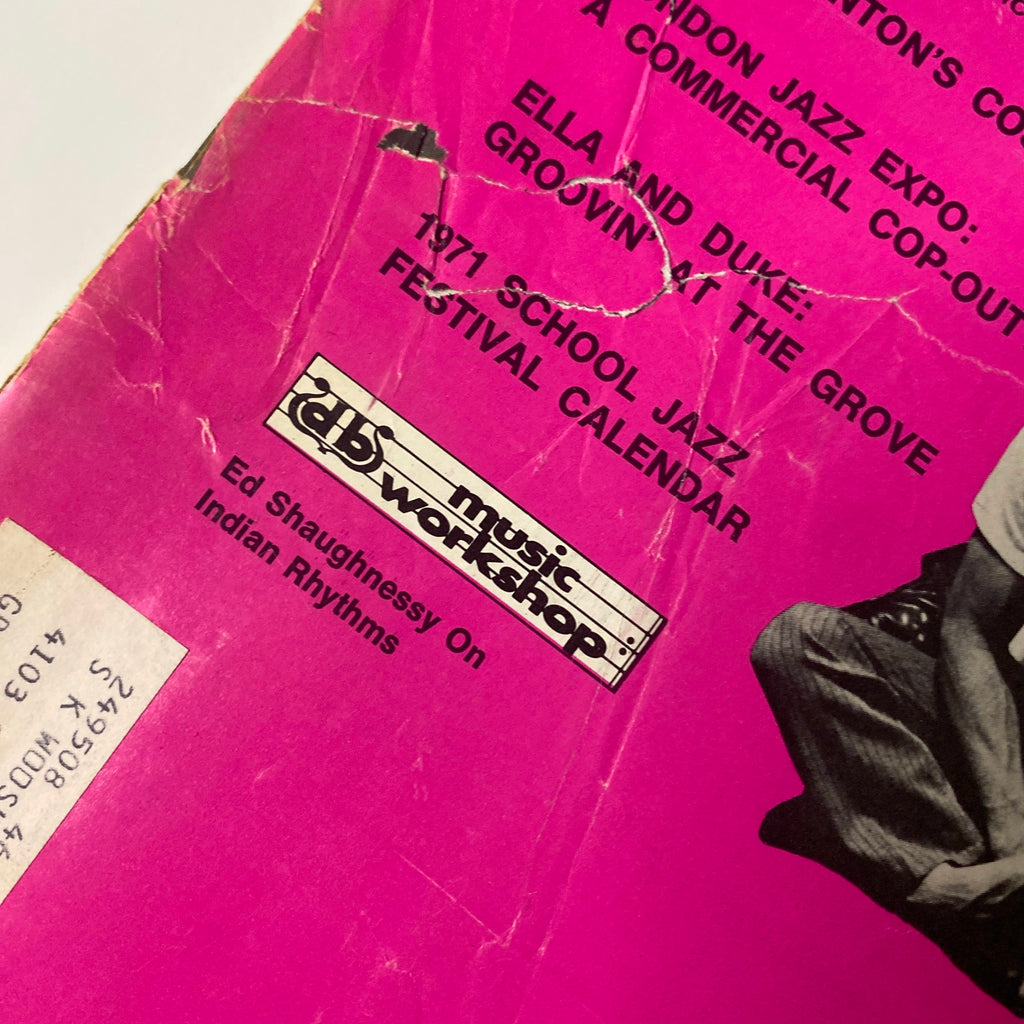 NTON'S CO
NDON JAZZ EXPO:
A COMMERCIAL COP-OUT
ELLA AND DUKE:
GROOVIN' AT THE GROVE
1971 SCHOOL JAZZ
FESTIVAL CALENDAR
db music
workshop
Ed Shaughnessy On
Indian Rhythms
249508
S K WOODS
4103